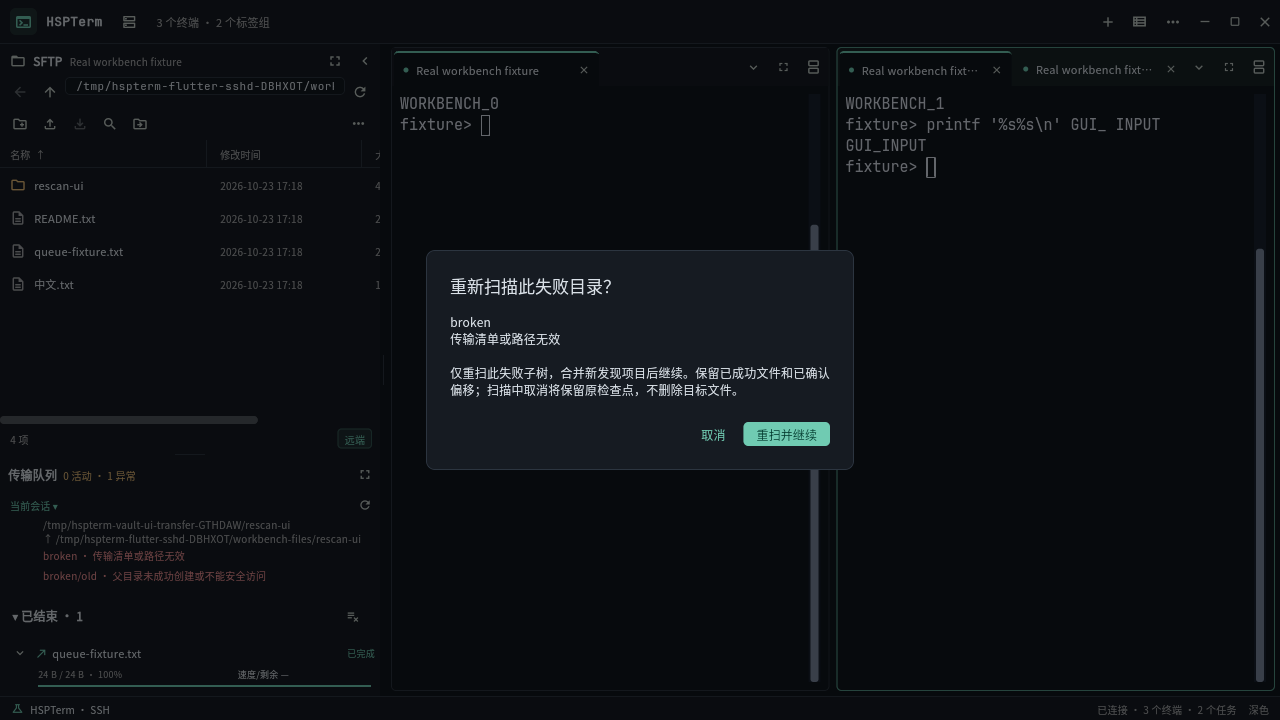 HSPTerm
3 个终端 · 2 个标签组
SFTP Real workbench fixture
/tmp/hspterm-flutter-sshd-DBHXOT/work
名称 ↑ 修改时间
rescan-ui 2026-10-23 17:18 4
README.txt 2026-10-23 17:18 2
queue-fixture.txt 2026-10-23 17:18 2
中文.txt 2026-10-23 17:18 1
4 项 远端
传输队列 0 活动 · 1 异常
当前会话 ▾
/tmp/hspterm-vault-ui-transfer-GTHDAW/rescan-ui
↑ /tmp/hspterm-flutter-sshd-DBHXOT/workbench-files/rescan-ui
broken · 传输清单或路径无效
broken/old · 父目录未成功创建或不能安全访问
▾ 已结束 · 1
queue-fixture.txt 已完成
24 B / 24 B · 100% 速度/剩余 —
Real workbench fixture
WORKBENCH_0
fixture>
Real workbench fixt···
Real workbench fixt···
WORKBENCH_1
fixture> printf '%s%s\n' GUI_ INPUT
GUI_INPUT
fixture>
重新扫描此失败目录?
broken
传输清单或路径无效
仅重扫此失败子树，合并新发现项目后继续。保留已成功文件和已确认
偏移；扫描中取消将保留原检查点，不删除目标文件。
取消 重扫并继续
HSPTerm · SSH
已连接 · 3 个终端 · 2 个任务 深色